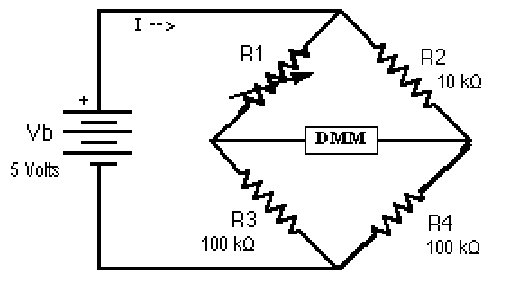 I -->
R1
R2
10 kΩ
+
Vb
5 Volts
DMM
R3
100 kΩ
R4
100 kΩ